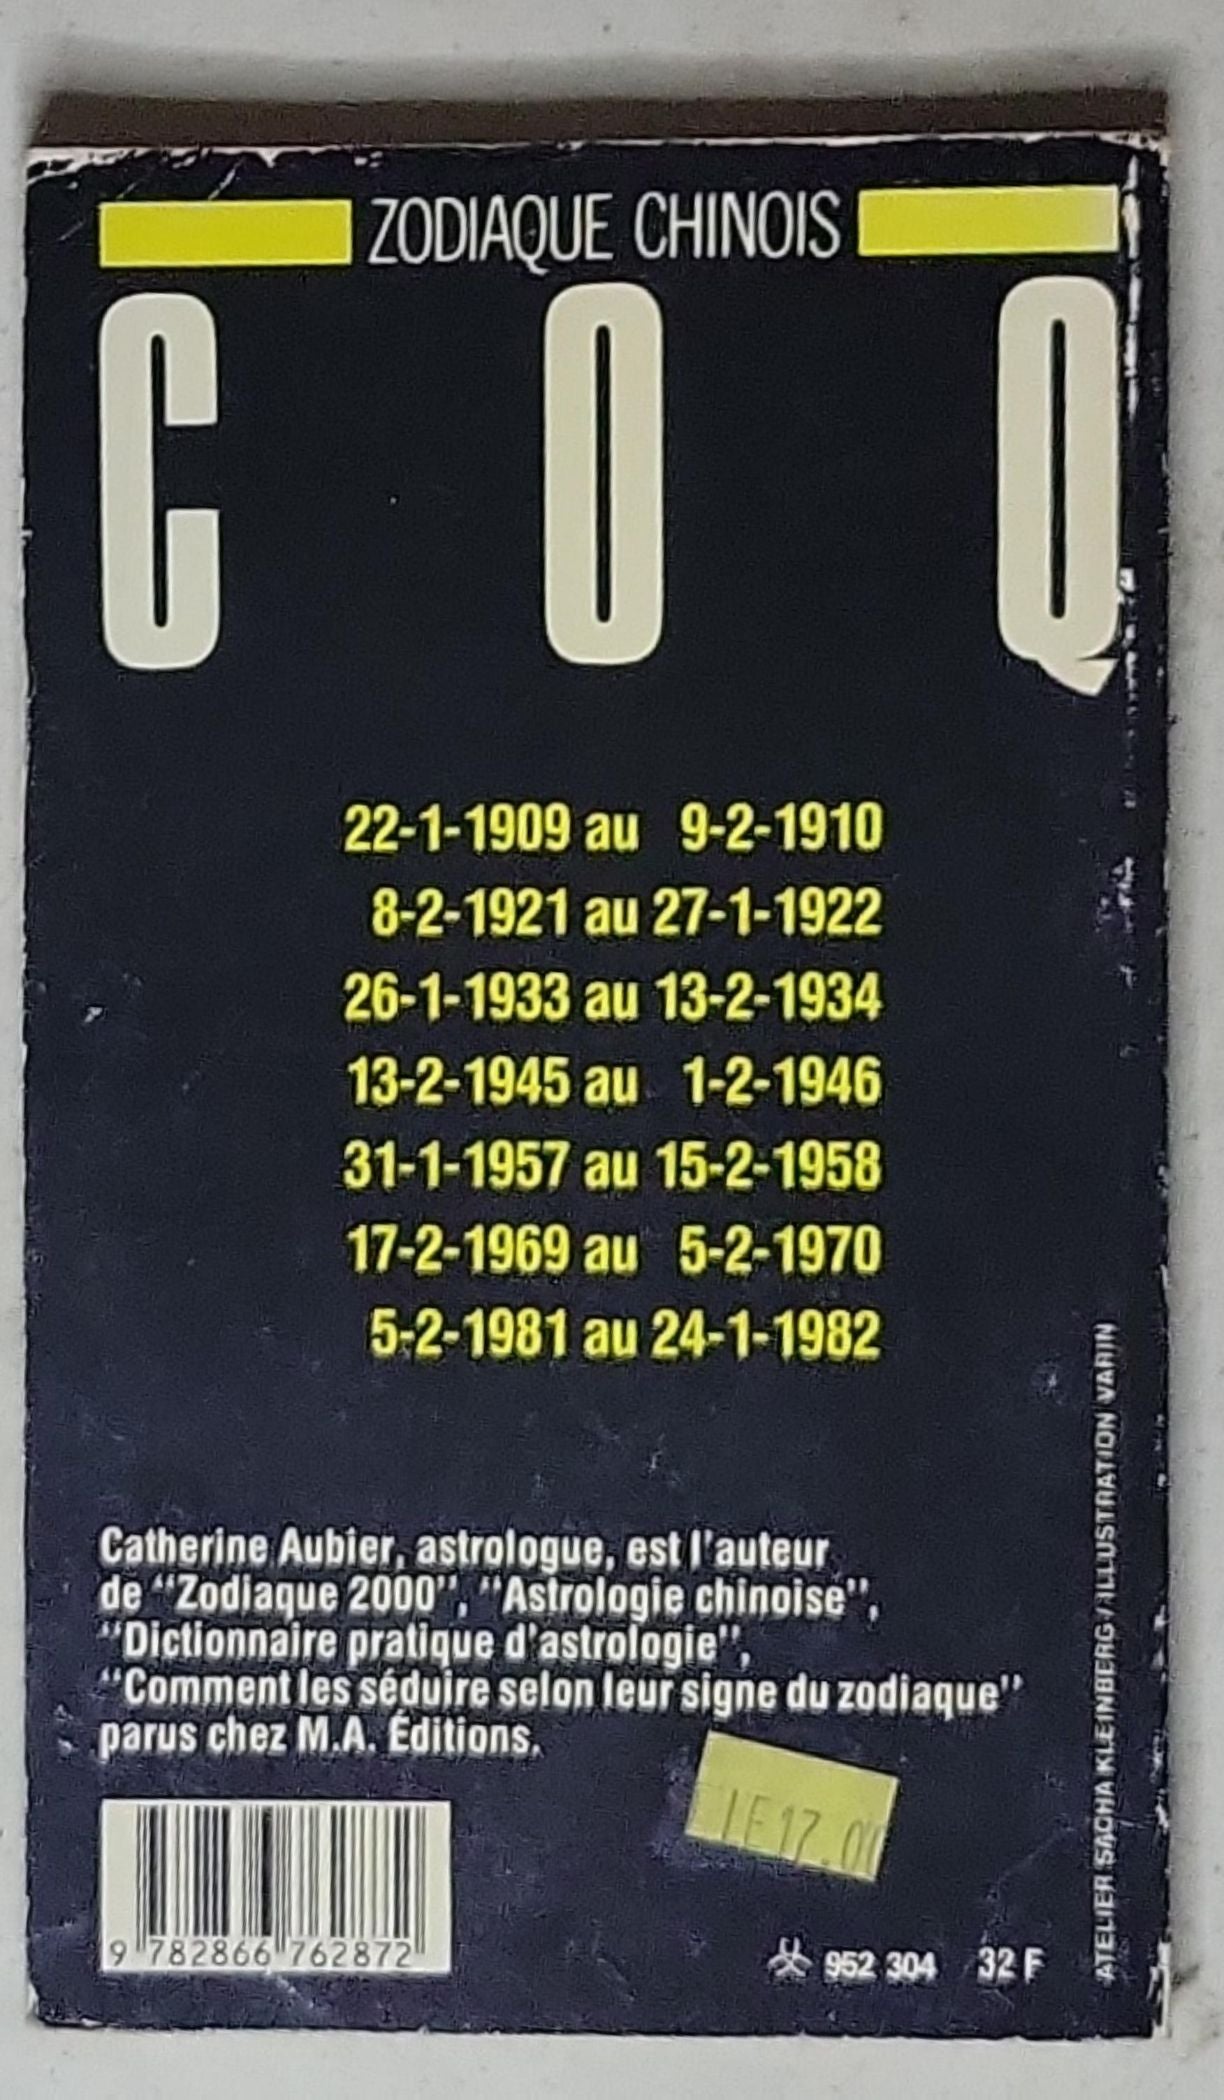 ZODIAQUE CHINOIS
COQ
22-1-1909 au 9-2-1910
8-2-1921 au 27-1-1922
26-1-1933 au 13-2-1934
13-2-1945 au 1-2-1946
31-1-1957 au 15-2-1958
17-2-1969 au 5-2-1970
5-2-1981 au 24-1-1982
Catherine Aubier, astrologue, est l'auteur
de "Zodiaque 2000", "Astrologie chinoise",
"Dictionnaire pratique d'astrologie",
"Comment les séduire selon leur signe du zodiaque"
parus chez M.A. Éditions.
LE 17.00
9 782866 762872
952 304 32 F
ATELIER SACHA KLEINBERG / ILLUSTRATION VARIN